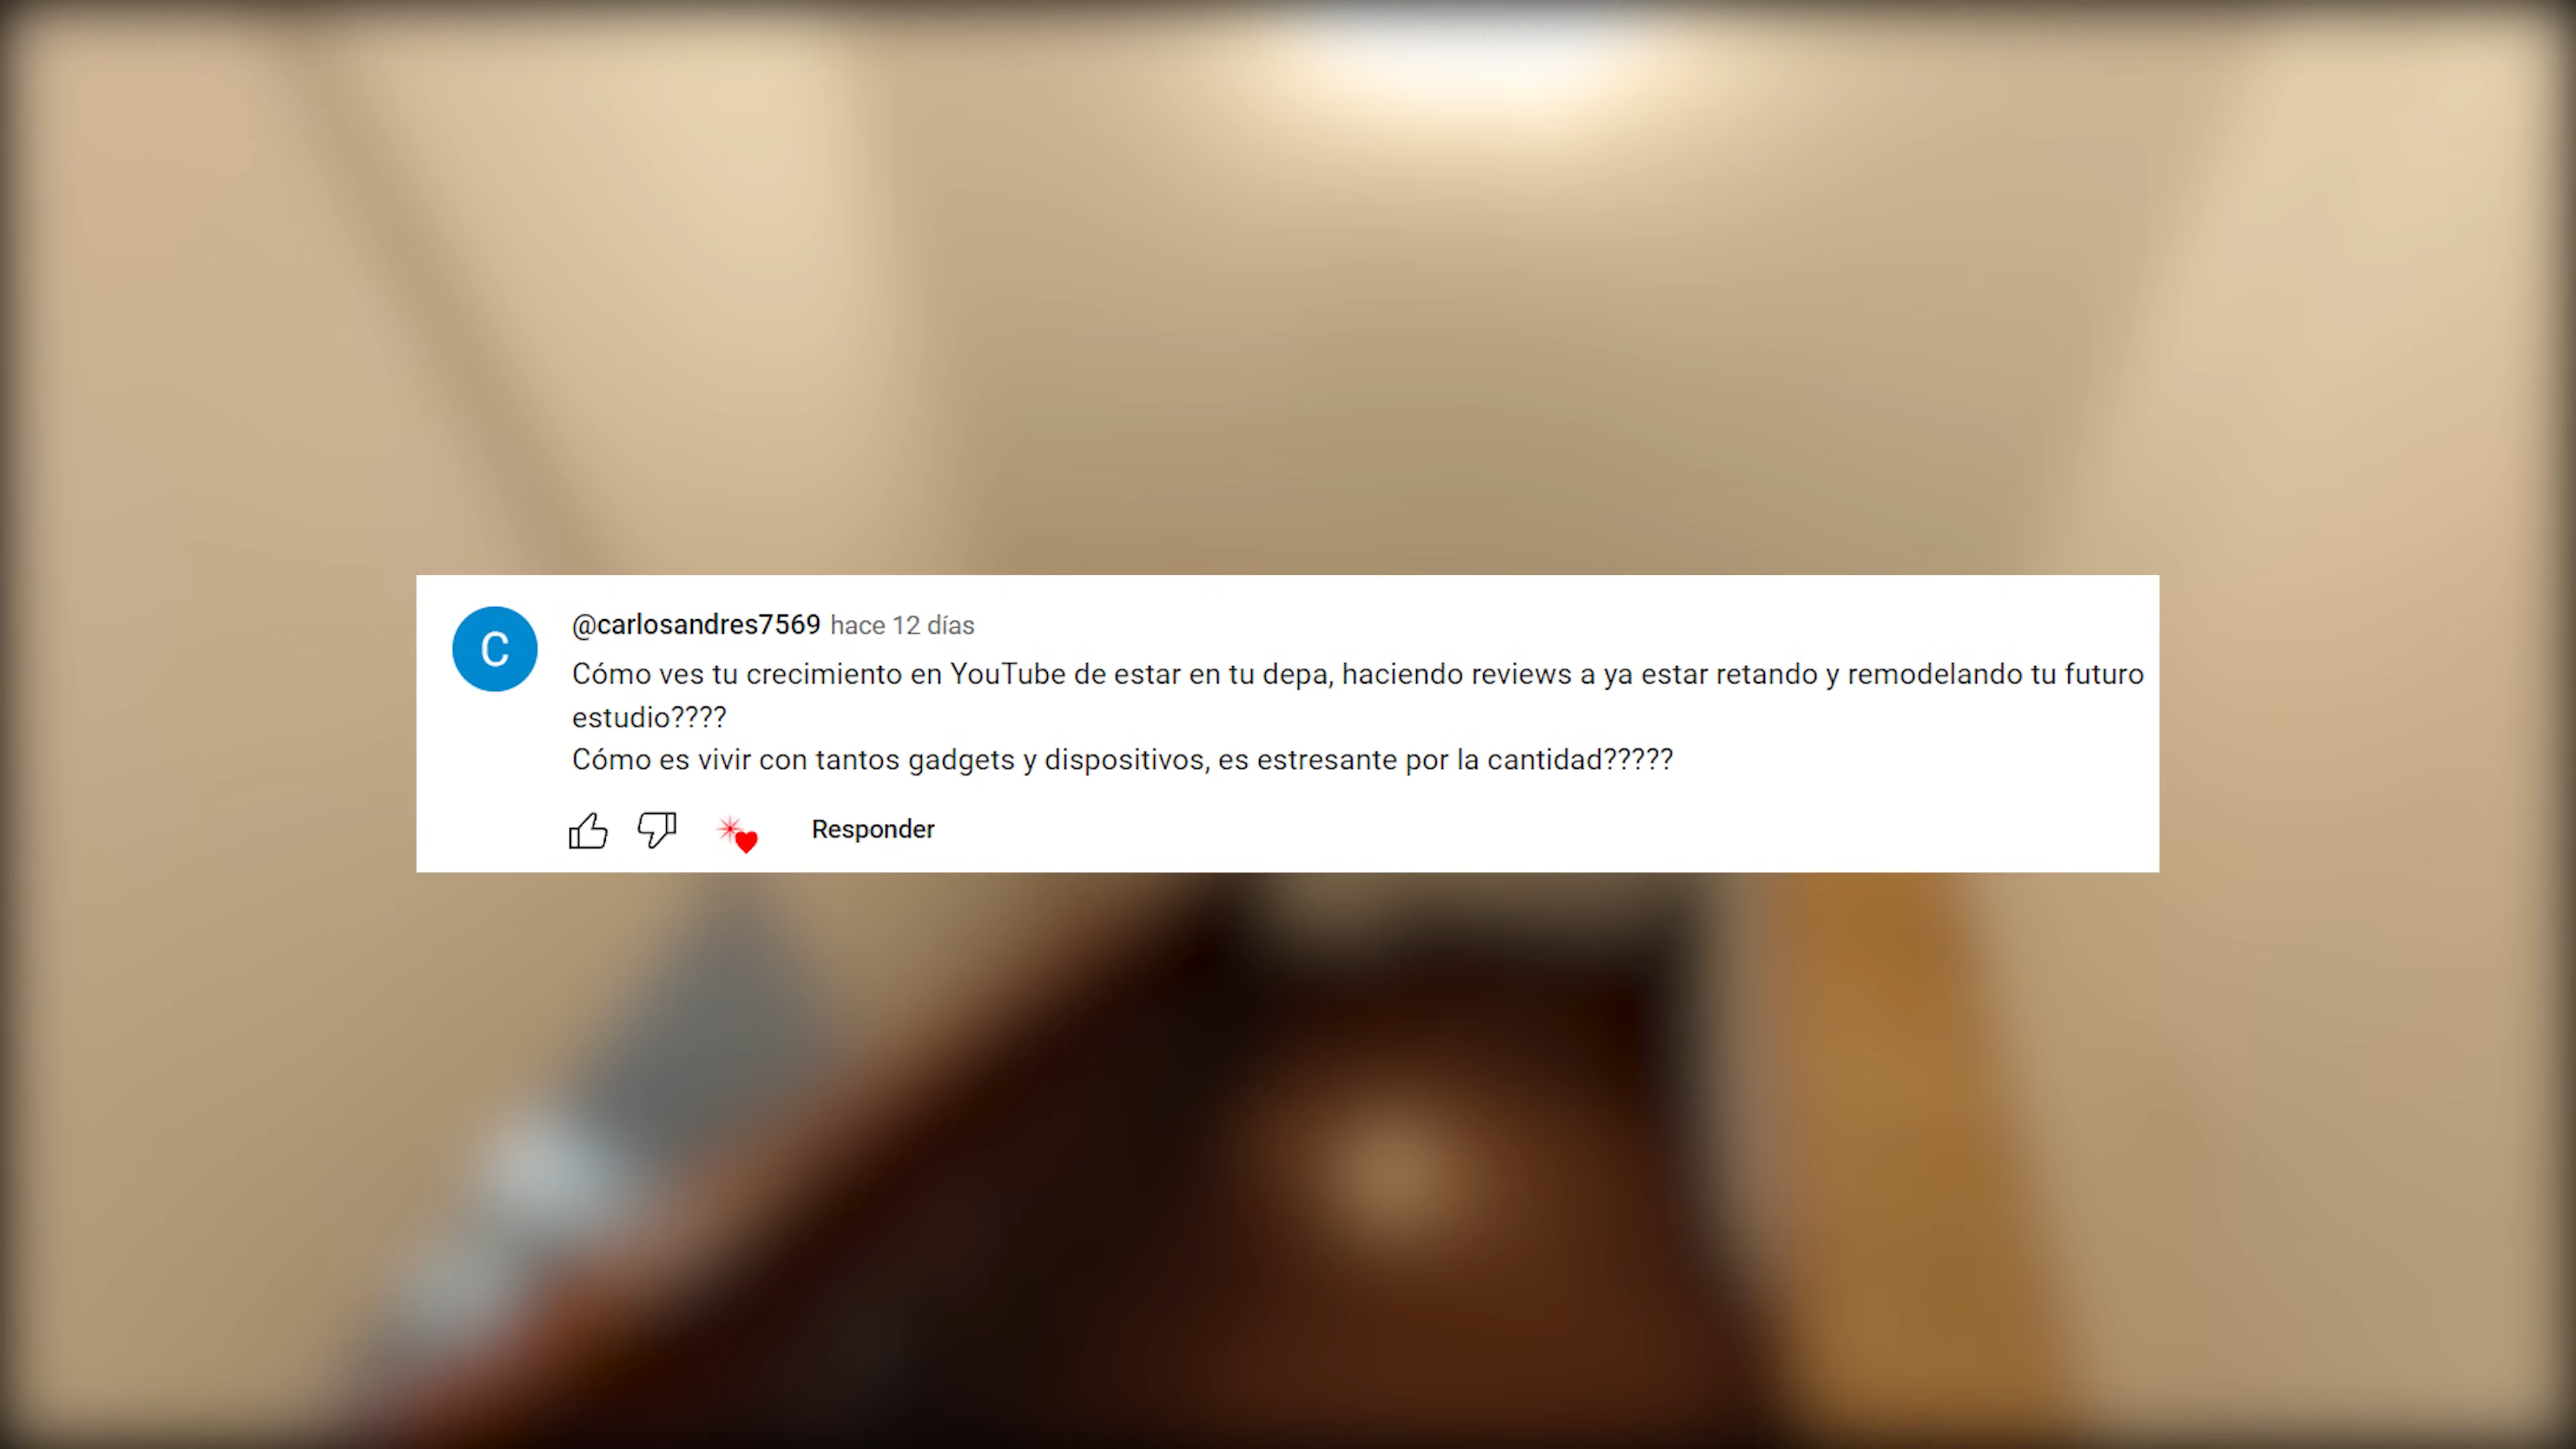 C
@carlosandres7569 hace 12 días
Cómo ves tu crecimiento en YouTube de estar en tu depa, haciendo reviews a ya estar retando y remodelando tu futuro
estudio????
Cómo es vivir con tantos gadgets y dispositivos, es estresante por la cantidad?????
Responder